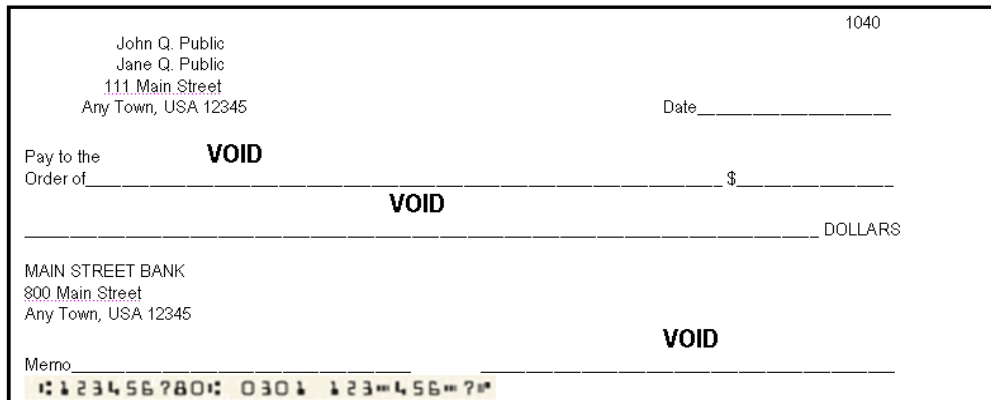 1040
John Q. Public
Jane Q. Public
111 Main Street
Any Town, USA 12345
Date
Pay to the VOID
Order of $
VOID
DOLLARS
MAIN STREET BANK
800 Main Street
Any Town, USA 12345
VOID
Memo
⑆123456780⑆ 0301 123⑉456⑉7⑈